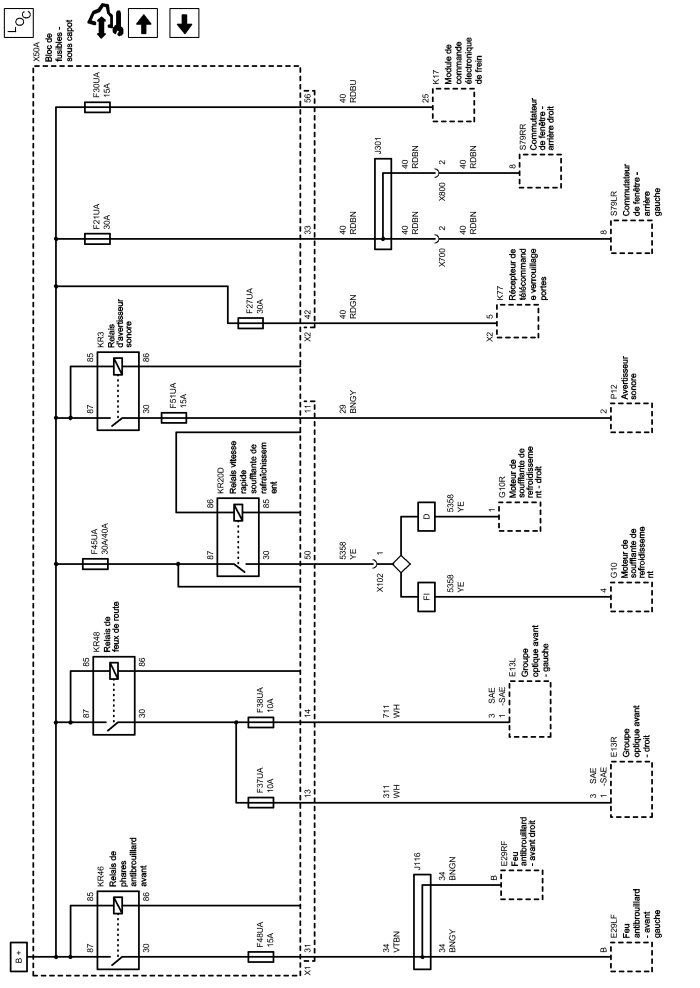 LOC
B +
X50A
Bloc de
fusibles -
sous capot
KR46
Relais de
phares
antibrouillard
avant
85
86
87
30
F48UA
15A
31
X1
34
VTBN
J116
34
BNGY
34
BNGN
B
E29LF
Feu
antibrouillard
- avant
gauche
B
E29RF
Feu
antibrouillard
- avant droit
KR48
Relais de
feux de route
85
86
87
30
F37UA
10A
13
311
WH
3 SAE
1 -SAE
E13R
Groupe
optique avant
- droit
F38UA
10A
14
711
WH
3 SAE
1 -SAE
E13L
Groupe
optique avant
- gauche
F45UA
30A/40A
KR20D
Relais vitesse
rapide
soufflante de
rafraîchissem
ent
86
85
87
30
50
5358
YE
X102
1
FI
D
5358
YE
5358
YE
4
G10
Moteur de
soufflante de
refroidisseme
nt
1
G10R
Moteur de
soufflante de
refroidisseme
nt - droit
KR3
Relais
d'avertisseur
sonore
85
86
87
30
F51UA
15A
11
29
BNGY
2
P12
Avertisseur
sonore
F27UA
30A
42
X2
40
RDGN
5
X2
K77
Récepteur de
télécommand
e verrouillage
portes
F21UA
30A
33
40
RDBN
J301
40
RDBN
X700
2
40
RDBN
8
S79LR
Commutateur
de fenêtre -
arrière
gauche
40
RDBN
X800
2
40
RDBN
8
S79RR
Commutateur
de fenêtre -
arrière droit
F30UA
15A
56
40
RDBU
25
K17
Module de
commande
électronique
de frein